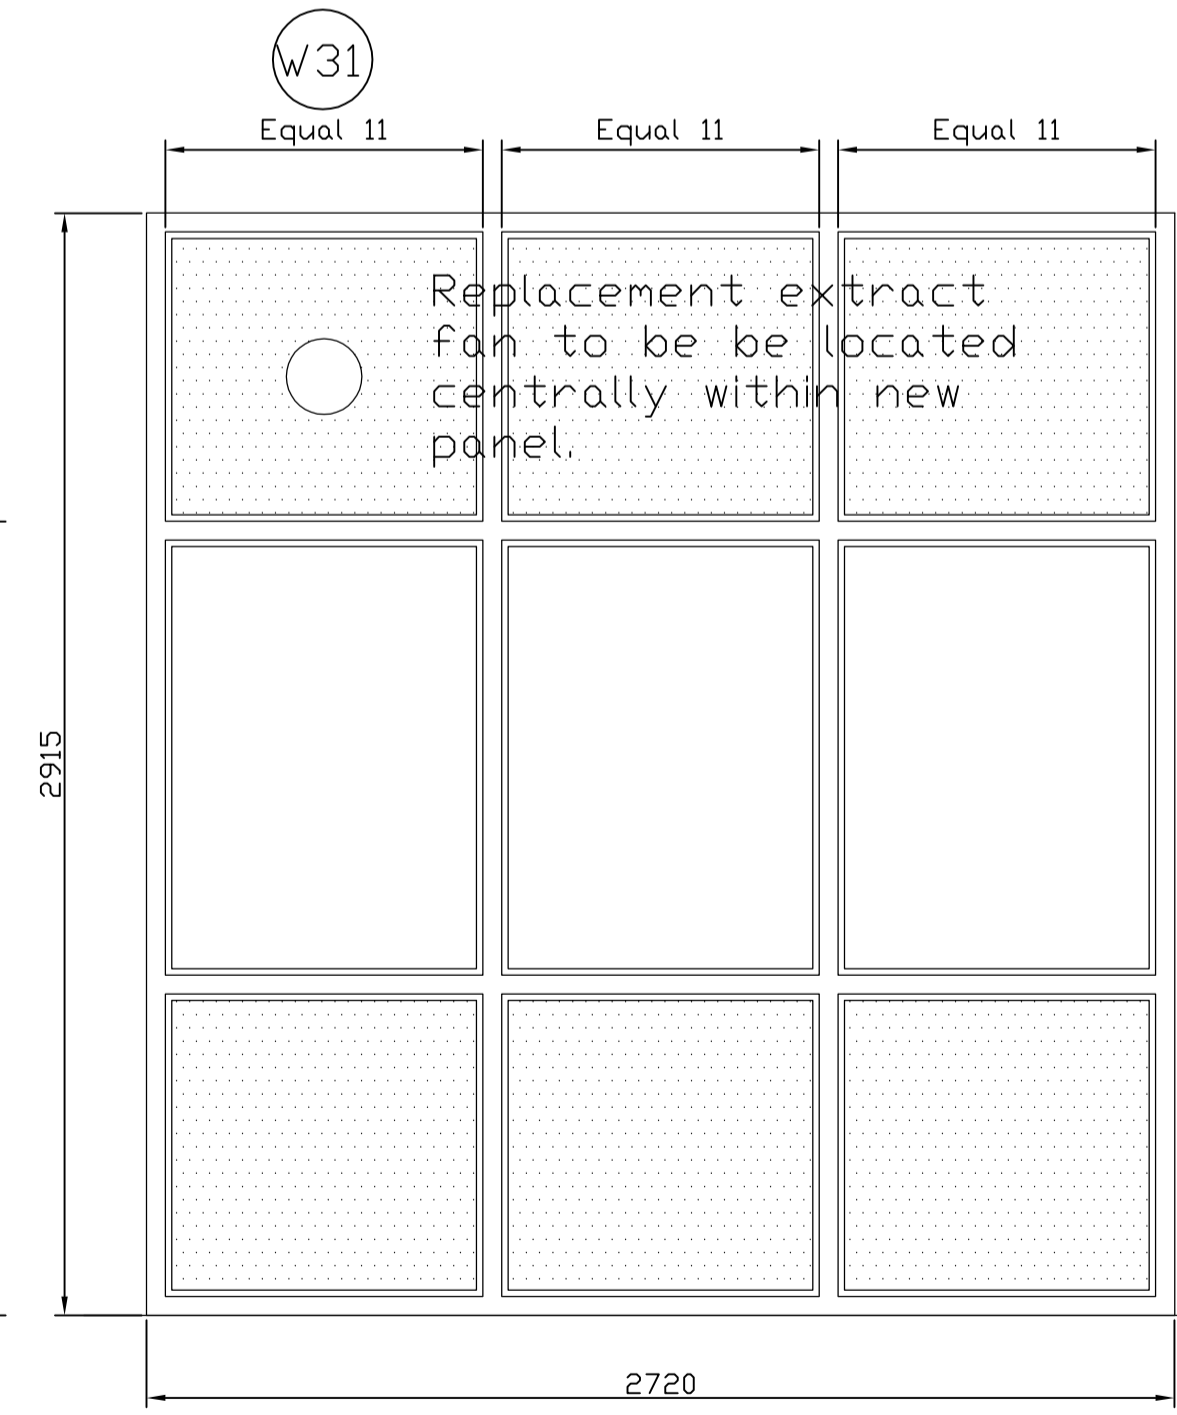 W31
Equal 11 Equal 11 Equal 11
Replacement extract
fan to be be located
centrally within new
panel.
2915
2720